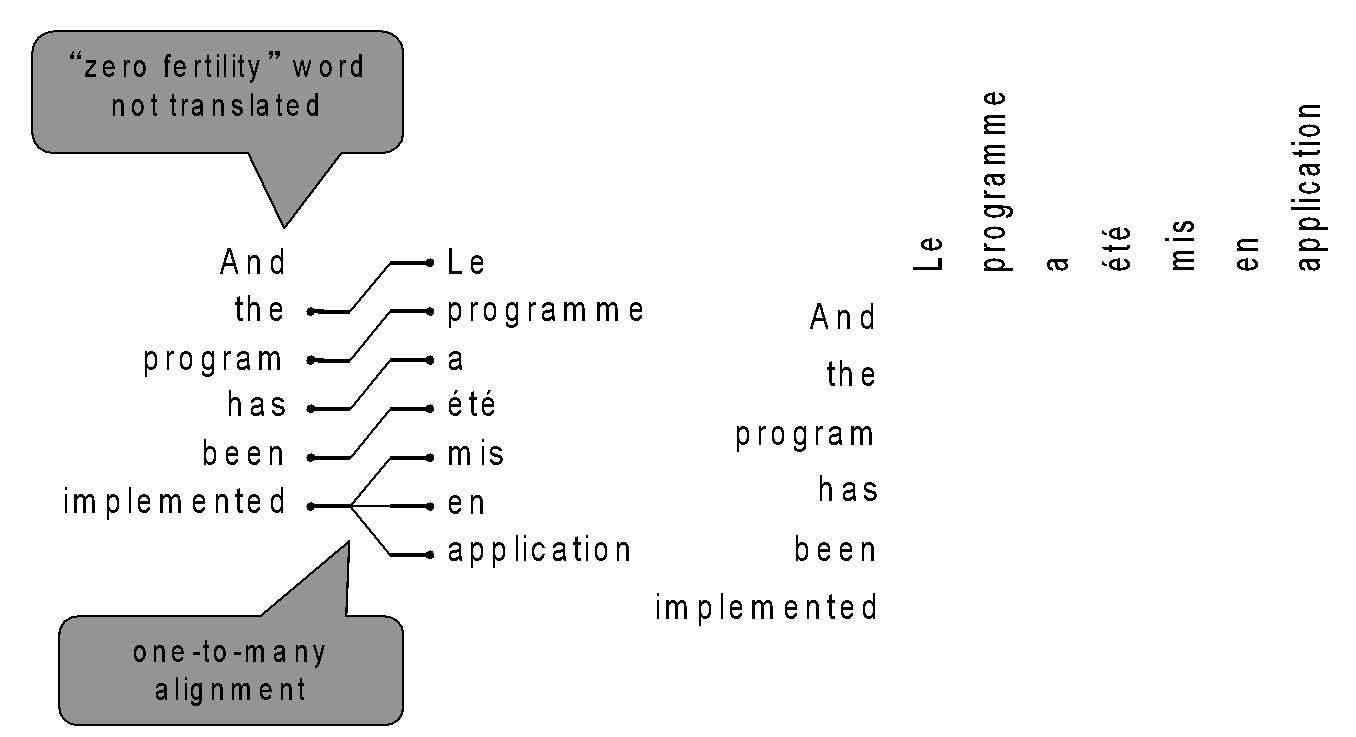 “zero fertility” word
not translated
And
the
program
has
been
implemented
Le
programme
a
été
mis
en
application
one-to-many
alignment
Le
programme
a
été
mis
en
application
And
the
program
has
been
implemented